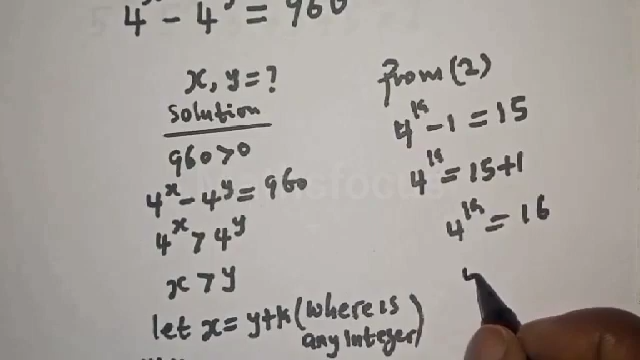 4^x - 4^y = 960
x, y = ?
Solution
960 > 0
4^x - 4^y = 960
4^x > 4^y
x > y
let x = y+k (where is any Integer)
from (2)
4^k - 1 = 15
4^k = 15+1
4^k = 16